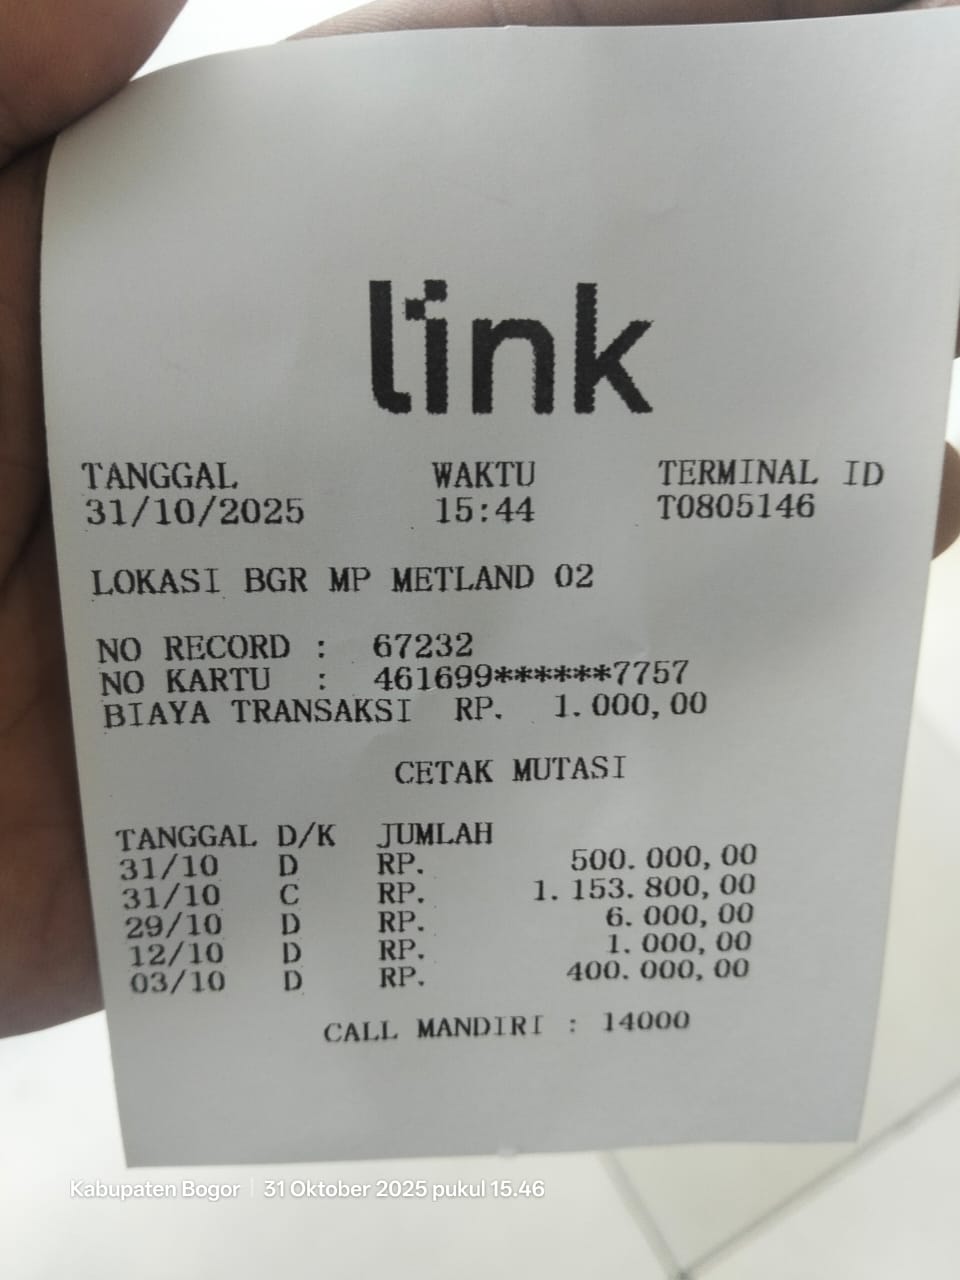 link
TANGGAL WAKTU TERMINAL ID
31/10/2025 15:44 T0805146
LOKASI BGR MP METLAND 02
NO RECORD : 67232
NO KARTU : 461699******7757
BIAYA TRANSAKSI RP. 1.000,00
CETAK MUTASI
TANGGAL D/K JUMLAH
31/10 D RP. 500.000,00
31/10 C RP. 1.153.800,00
29/10 D RP. 6.000,00
12/10 D RP. 1.000,00
03/10 D RP. 400.000,00
CALL MANDIRI : 14000
Kabupaten Bogor | 31 Oktober 2025 pukul 15.46